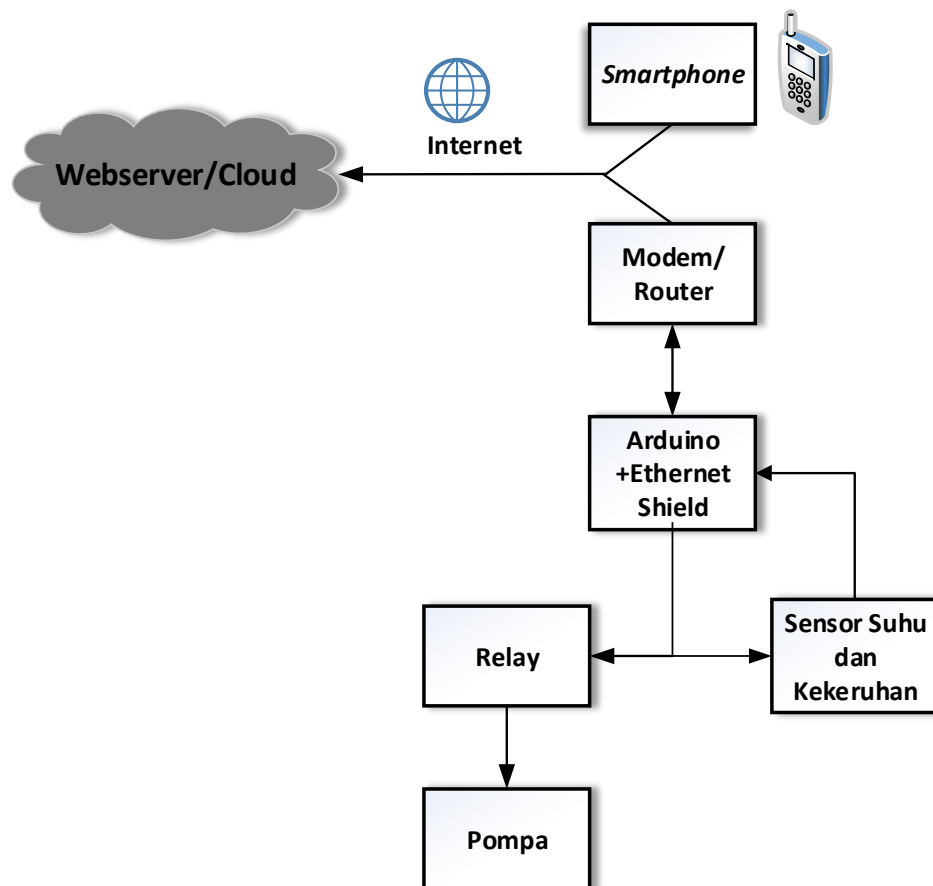 Smartphone
Internet
Webserver/Cloud
Modem/
Router
Arduino
+Ethernet
Shield
Relay
Sensor Suhu
dan
Kekeruhan
Pompa